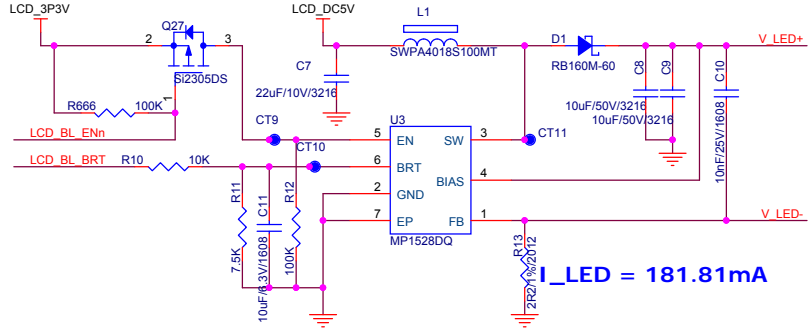 LCD_3P3V
LCD_DC5V
L1
Q27
2
3
SWPA4018S100MT
D1
V_LED+
Si2305DS
RB160M-60
C7
22uF/10V/3216
C8
C9
C10
10uF/50V/3216
10uF/50V/3216
10nF/25V/1608
1
R666
100K
U3
CT9
CT11
LCD_BL_ENn
5
EN
SW
3
CT10
LCD_BL_BRT
R10
10K
6
BRT
BIAS
4
R11
C11
R12
2
GND
7
EP
FB
1
V_LED-
MP1528DQ
7.5K
10uF/6.3V/1608
100K
R13
2R2/1%/2012
I_LED = 181.81mA